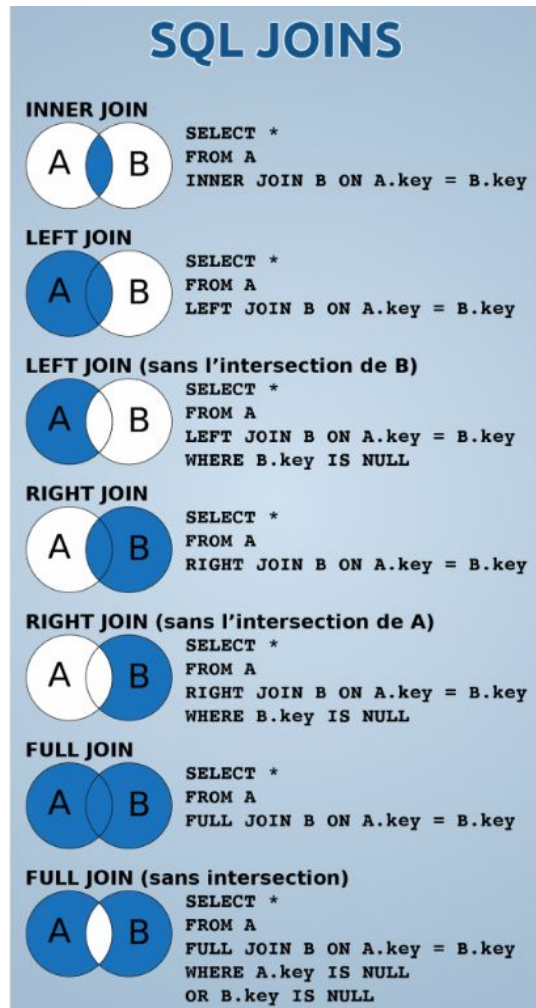 SQL JOINS
INNER JOIN
A B
SELECT *
FROM A
INNER JOIN B ON A.key = B.key
LEFT JOIN
A B
SELECT *
FROM A
LEFT JOIN B ON A.key = B.key
LEFT JOIN (sans l'intersection de B)
A B
SELECT *
FROM A
LEFT JOIN B ON A.key = B.key
WHERE B.key IS NULL
RIGHT JOIN
A B
SELECT *
FROM A
RIGHT JOIN B ON A.key = B.key
RIGHT JOIN (sans l'intersection de A)
A B
SELECT *
FROM A
RIGHT JOIN B ON A.key = B.key
WHERE B.key IS NULL
FULL JOIN
A B
SELECT *
FROM A
FULL JOIN B ON A.key = B.key
FULL JOIN (sans intersection)
A B
SELECT *
FROM A
FULL JOIN B ON A.key = B.key
WHERE A.key IS NULL
OR B.key IS NULL